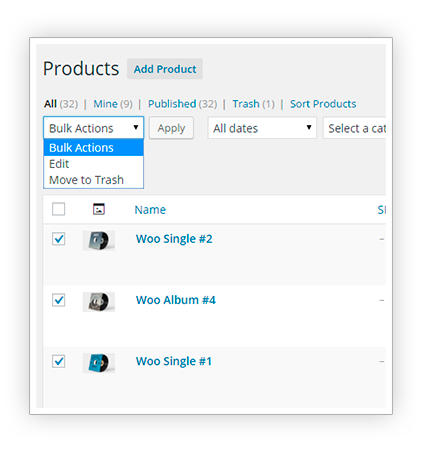 Products Add Product
All (32) | Mine (9) | Published (32) | Trash (1) | Sort Products
Bulk Actions Apply All dates Select a cat
Bulk Actions
Edit
Move to Trash
Name
Woo Single #2 –
Woo Album #4 –
Woo Single #1 –